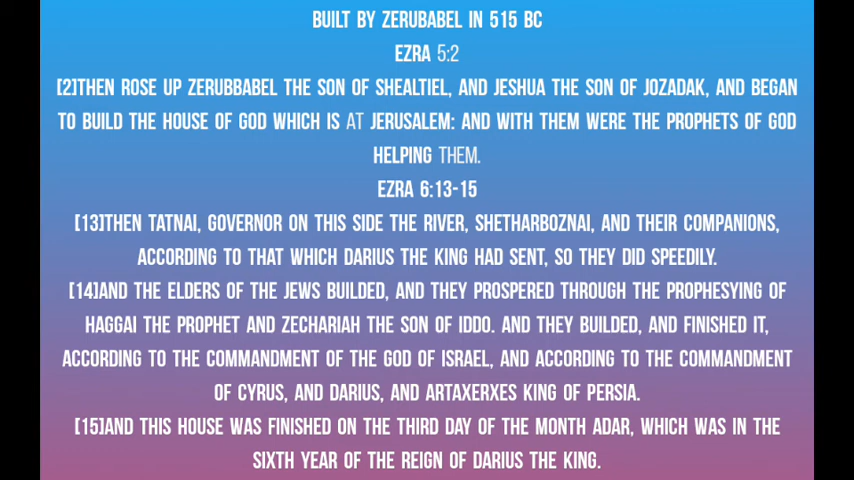 BUILT BY ZERUBABEL IN 515 BC
EZRA 5:2
[2]THEN ROSE UP ZERUBBABEL THE SON OF SHEALTIEL, AND JESHUA THE SON OF JOZADAK, AND BEGAN
TO BUILD THE HOUSE OF GOD WHICH IS AT JERUSALEM: AND WITH THEM WERE THE PROPHETS OF GOD
HELPING THEM.
EZRA 6:13-15
[13]THEN TATNAI, GOVERNOR ON THIS SIDE THE RIVER, SHETHARBOZNAI, AND THEIR COMPANIONS,
ACCORDING TO THAT WHICH DARIUS THE KING HAD SENT, SO THEY DID SPEEDILY.
[14]AND THE ELDERS OF THE JEWS BUILDED, AND THEY PROSPERED THROUGH THE PROPHESYING OF
HAGGAI THE PROPHET AND ZECHARIAH THE SON OF IDDO. AND THEY BUILDED, AND FINISHED IT,
ACCORDING TO THE COMMANDMENT OF THE GOD OF ISRAEL, AND ACCORDING TO THE COMMANDMENT
OF CYRUS, AND DARIUS, AND ARTAXERXES KING OF PERSIA.
[15]AND THIS HOUSE WAS FINISHED ON THE THIRD DAY OF THE MONTH ADAR, WHICH WAS IN THE
SIXTH YEAR OF THE REIGN OF DARIUS THE KING.